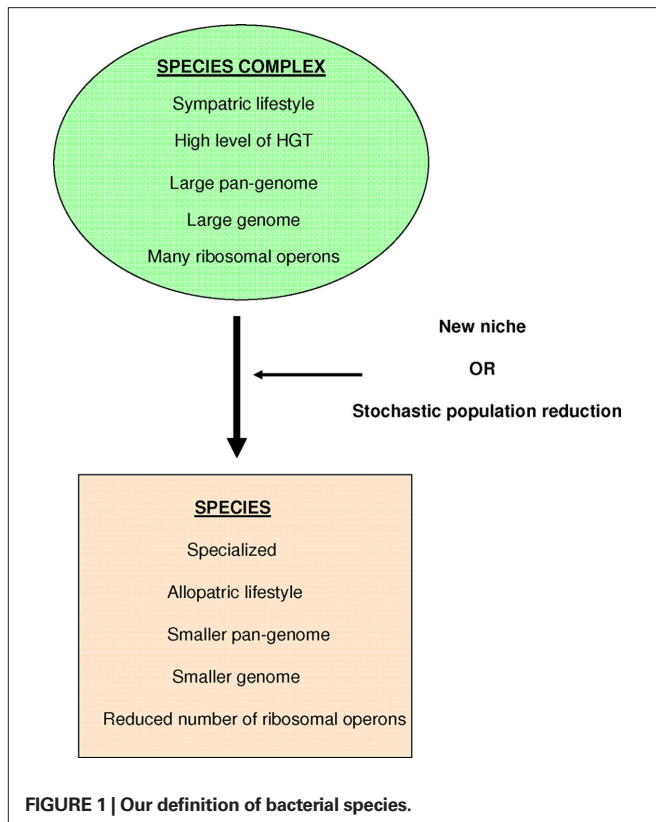 SPECIES COMPLEX
Sympatric lifestyle
High level of HGT
Large pan-genome
Large genome
Many ribosomal operons
New niche
OR
Stochastic population reduction
SPECIES
Specialized
Allopatric lifestyle
Smaller pan-genome
Smaller genome
Reduced number of ribosomal operons
FIGURE 1 | Our definition of bacterial species.